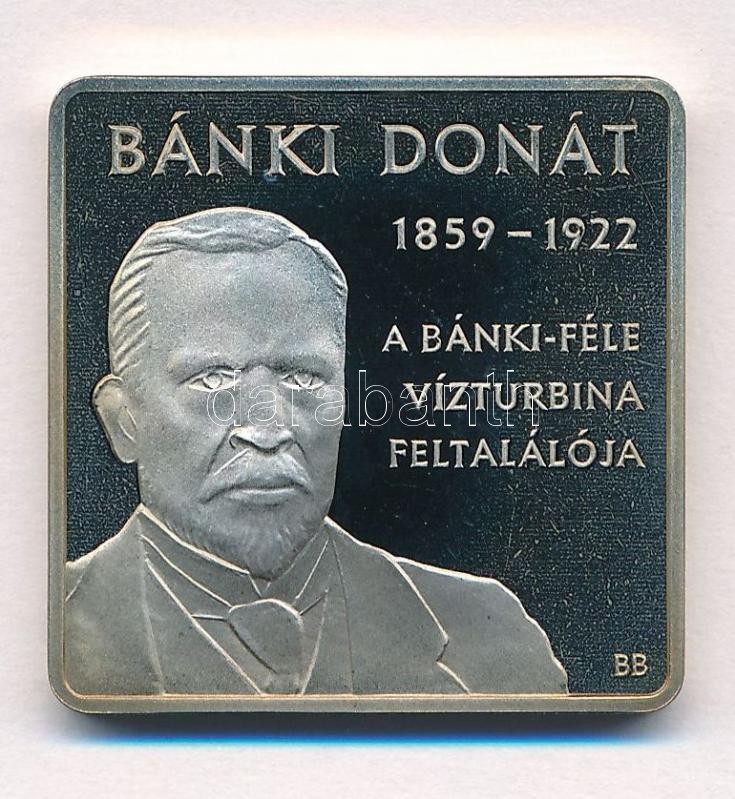 BÁNKI DONÁT
1859 – 1922
A BÁNKI-FÉLE
VÍZTURBINA
FELTALÁLÓJA
darabanth
BB